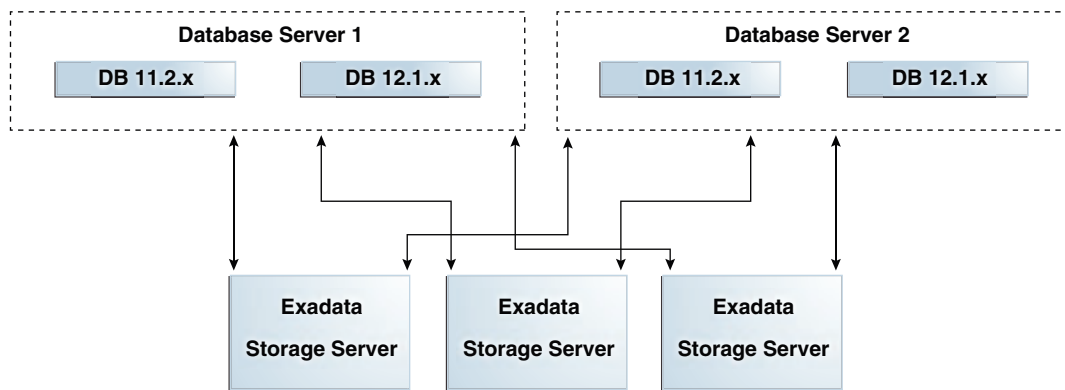 Database Server 1
DB 11.2.x
DB 12.1.x
Database Server 2
DB 11.2.x
DB 12.1.x
Exadata
Storage Server
Exadata
Storage Server
Exadata
Storage Server